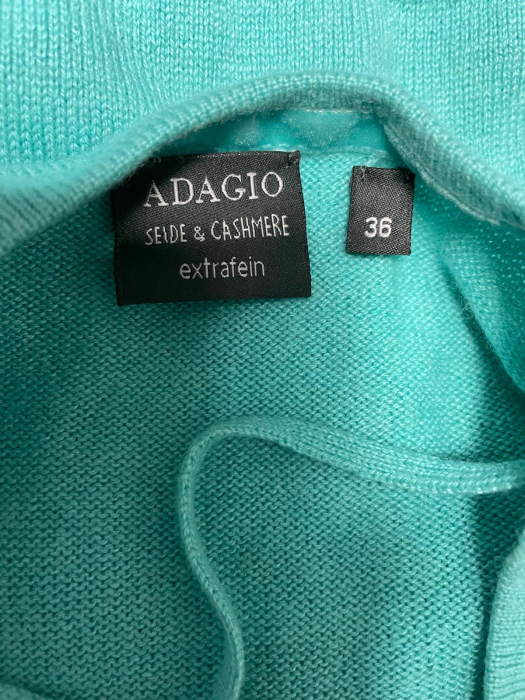 ADAGIO
SEIDE & CASHMERE
extrafein
36